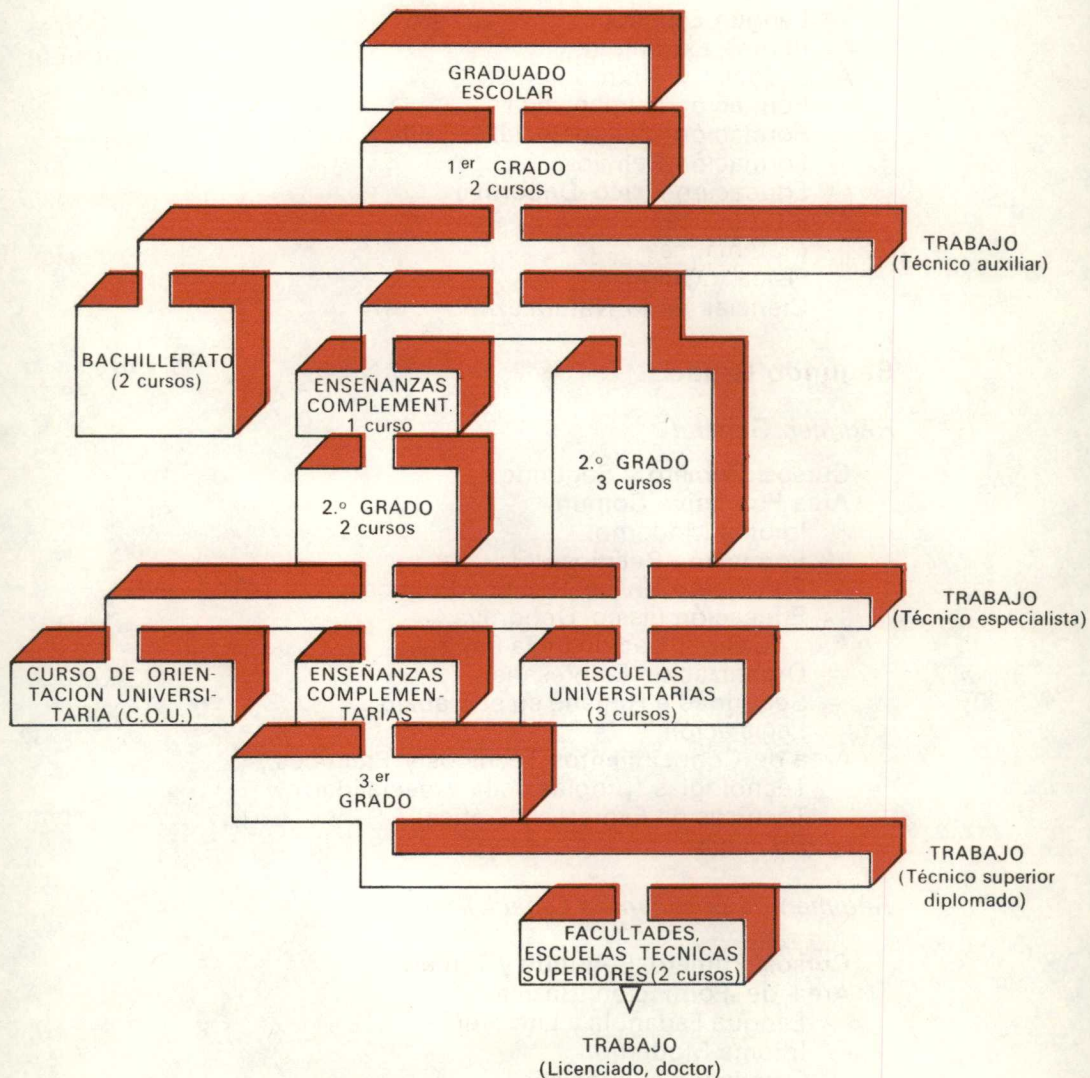 GRADUADO
ESCOLAR
1.er GRADO
2 cursos
TRABAJO
(Técnico auxiliar)
BACHILLERATO
(2 cursos)
ENSEÑANZAS
COMPLEMENT.
1 curso
2.º GRADO
3 cursos
2.º GRADO
2 cursos
TRABAJO
(Técnico especialista)
CURSO DE ORIEN-
TACION UNIVERSI-
TARIA (C.O.U.)
ENSEÑANZAS
COMPLEMEN-
TARIAS
ESCUELAS
UNIVERSITARIAS
(3 cursos)
3.er
GRADO
TRABAJO
(Técnico superior
diplomado)
FACULTADES,
ESCUELAS TECNICAS
SUPERIORES (2 cursos)
TRABAJO
(Licenciado, doctor)